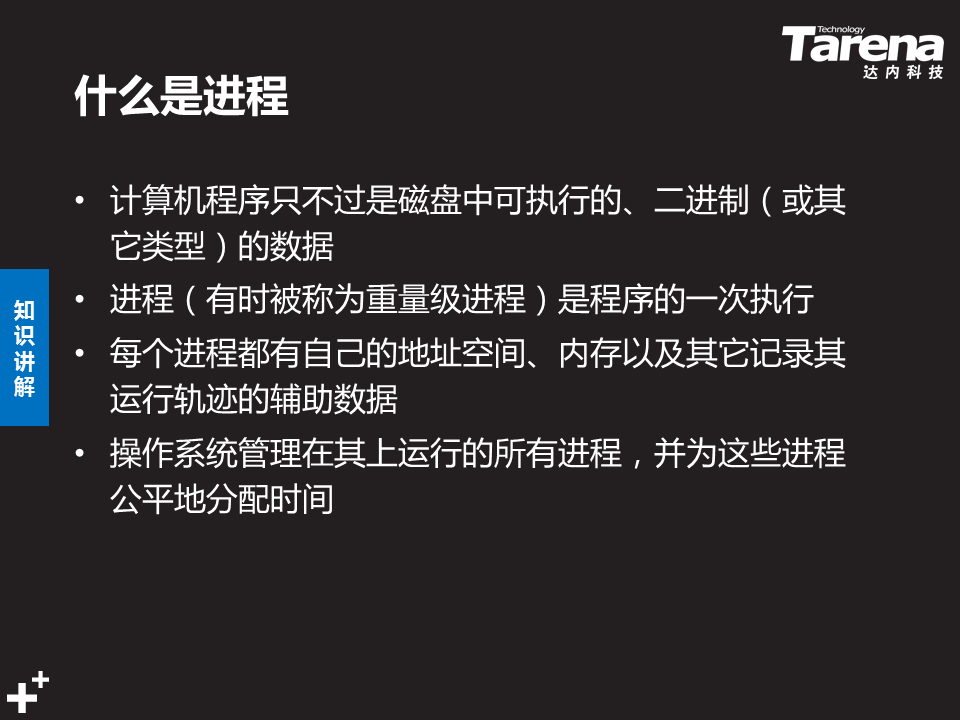 Technology
Tarena
达内科技
什么是进程
• 计算机程序只不过是磁盘中可执行的、二进制（或其
它类型）的数据
• 进程（有时被称为重量级进程）是程序的一次执行
• 每个进程都有自己的地址空间、内存以及其它记录其
运行轨迹的辅助数据
• 操作系统管理在其上运行的所有进程，并为这些进程
公平地分配时间
知
识
讲
解